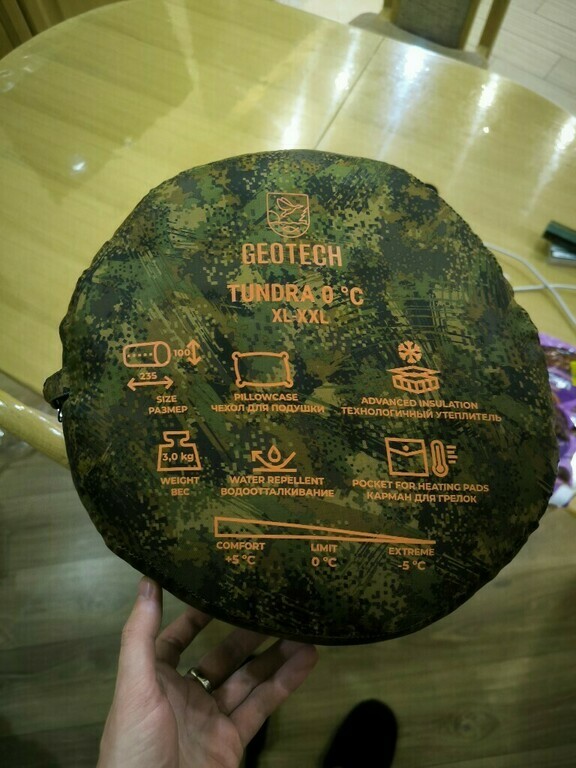 GEOTECH
TUNDRA 0 °C
XL-XXL
100
235
SIZE
РАЗМЕР
PILLOWCASE
ЧЕХОЛ ДЛЯ ПОДУШКИ
ADVANCED INSULATION
ТЕХНОЛОГИЧНЫЙ УТЕПЛИТЕЛЬ
3,0 kg
WEIGHT
ВЕС
WATER REPELLENT
ВОДООТТАЛКИВАНИЕ
POCKET FOR HEATING PADS
КАРМАН ДЛЯ ГРЕЛОК
COMFORT LIMIT EXTREME
+5 °C 0 °C -5 °C